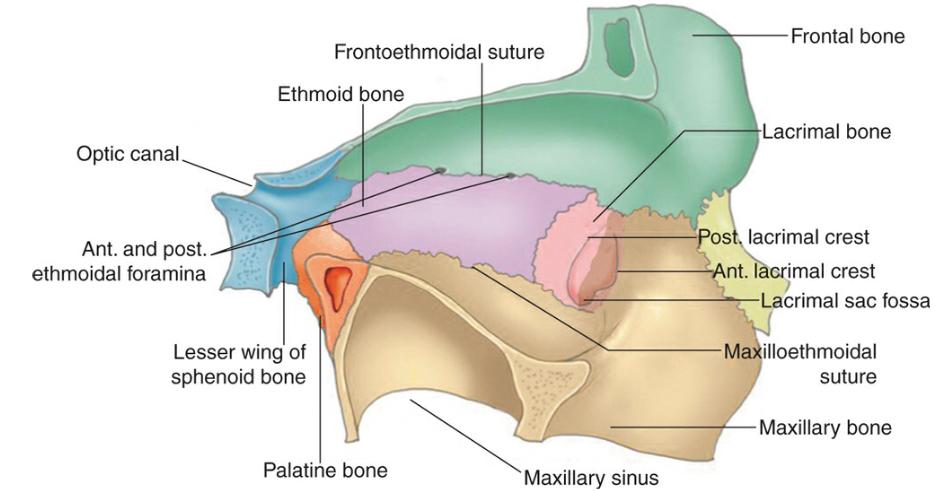 Frontal bone
Frontoethmoidal suture
Ethmoid bone
Lacrimal bone
Optic canal
Post. lacrimal crest
Ant. and post.
ethmoidal foramina
Ant. lacrimal crest
Lacrimal sac fossa
Lesser wing of
sphenoid bone
Maxilloethmoidal
suture
Maxillary bone
Palatine bone
Maxillary sinus